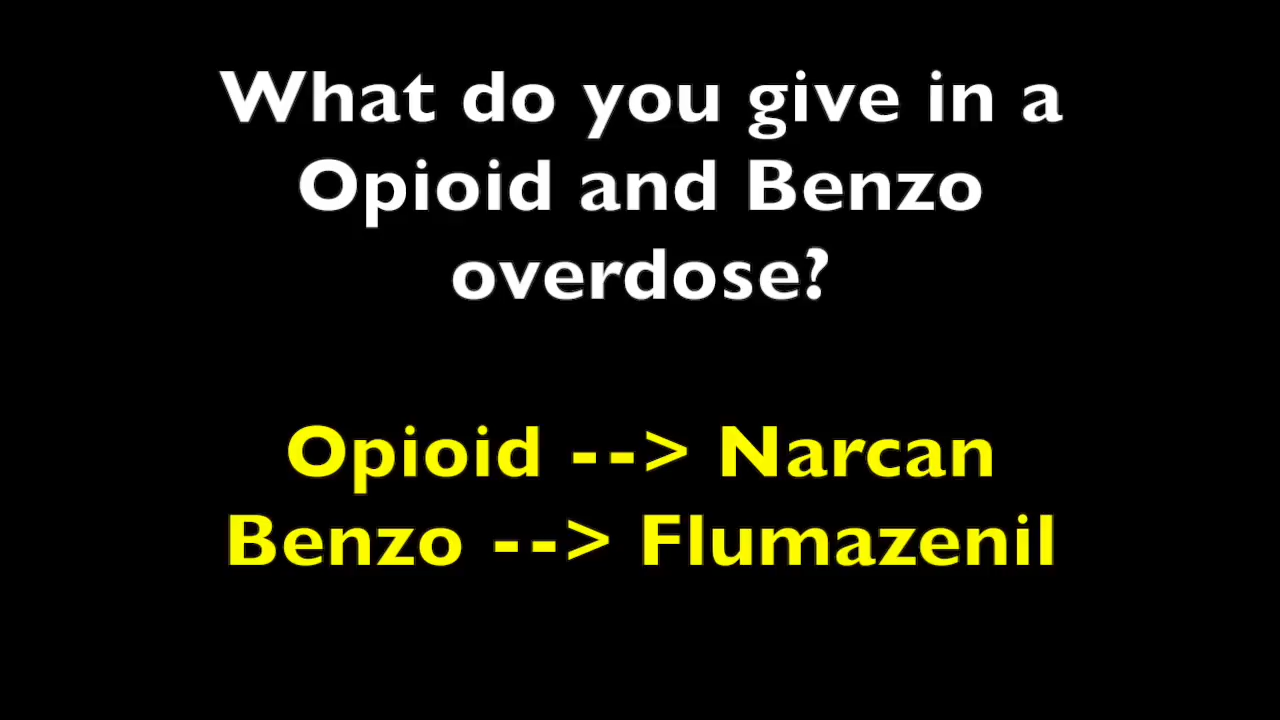 What do you give in a
Opioid and Benzo
overdose?
Opioid --> Narcan
Benzo --> Flumazenil